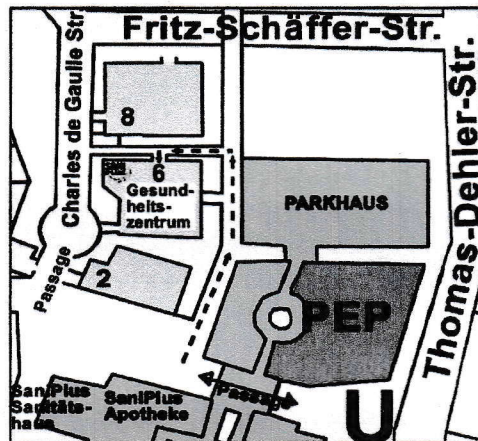 Fritz-Schäffer-Str.
Charles de Gaulle Str.
8
6
Gesund-
heits-
zentrum
PARKHAUS
Thomas-Dehler-Str.
Passage
2
PEP
SaniPlus
Sanitäts-
haus
SaniPlus
Apotheke
Passage
U